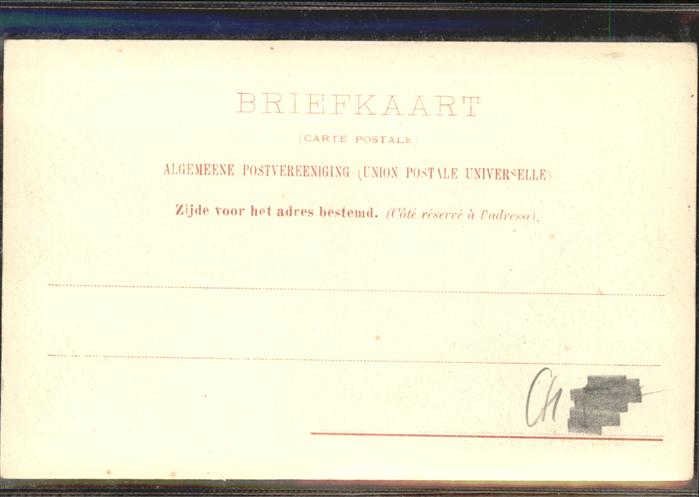 BRIEFKAART
(CARTE POSTALE)
ALGEMEENE POSTVEREENIGING (UNION POSTALE UNIVERSELLE)
Zijde voor het adres bestemd. (Côté réservé à l'adresse).